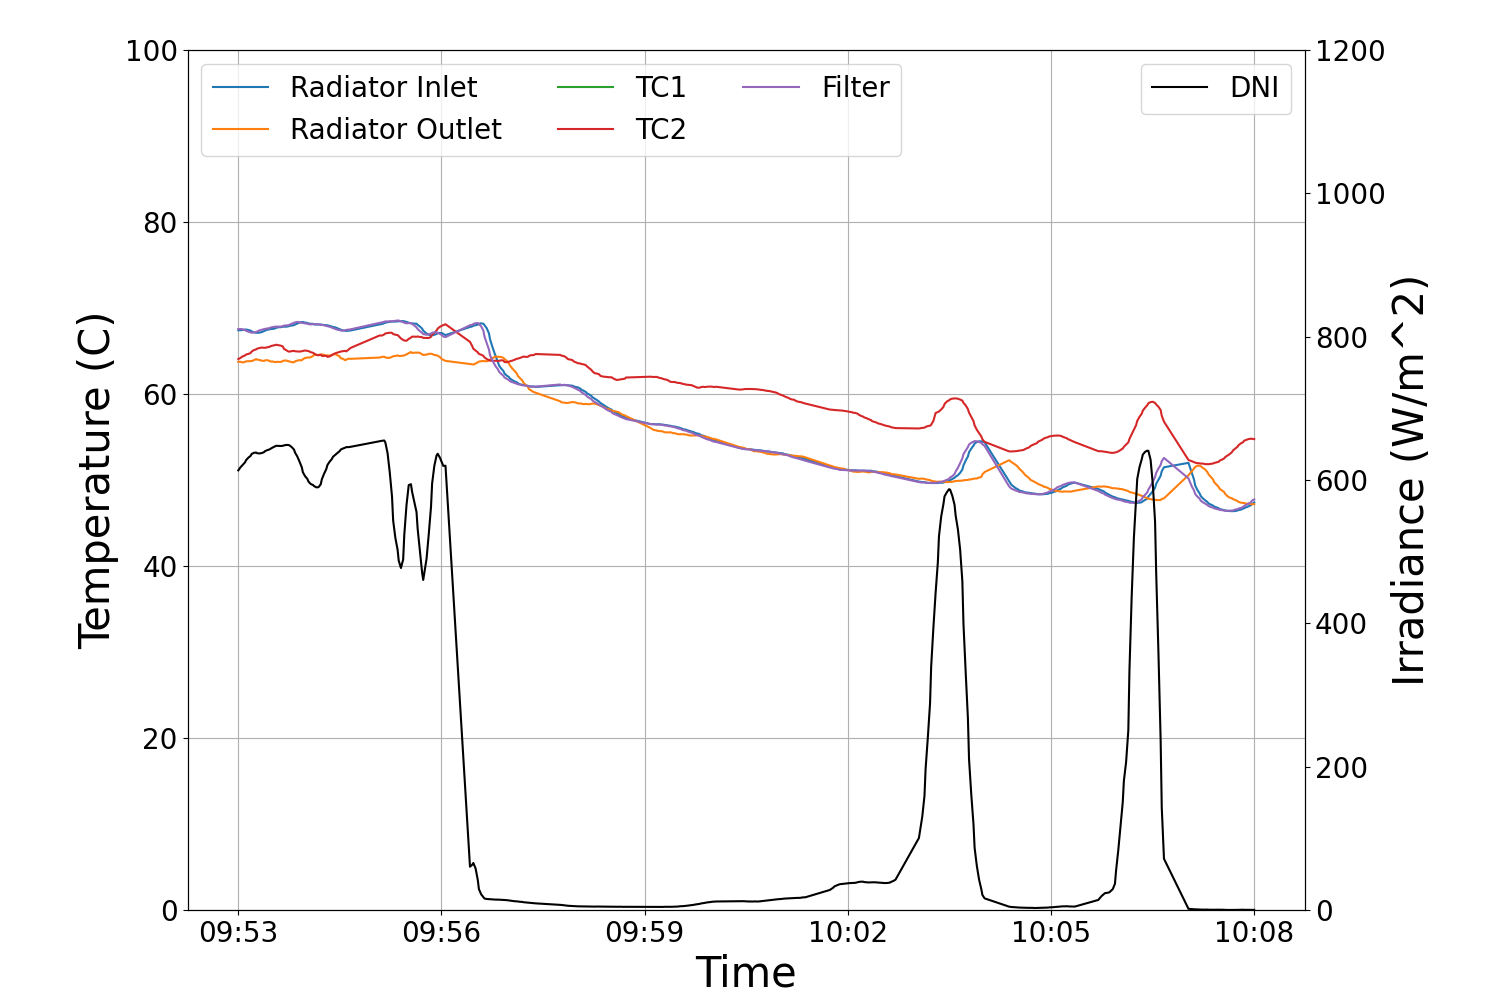 100
80
60
40
20
0
Temperature (C)
Radiator Inlet
Radiator Outlet
TC1
TC2
Filter
DNI
1200
1000
800
600
400
200
0
Irradiance (W/m^2)
09:53 09:56 09:59 10:02 10:05 10:08
Time